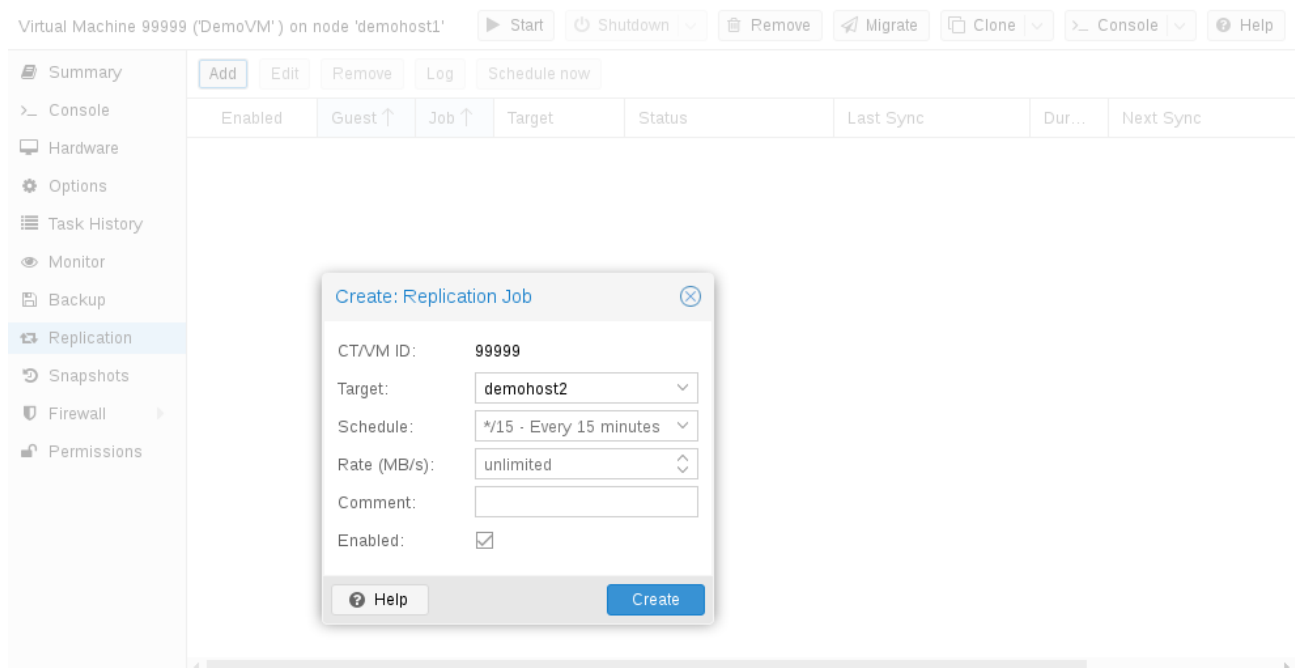 Virtual Machine 99999 ('DemoVM' ) on node 'demohost1' Start Shutdown Remove Migrate Clone Console Help
Summary
Console
Hardware
Options
Task History
Monitor
Backup
Replication
Snapshots
Firewall
Permissions
Add Edit Remove Log Schedule now
Enabled Guest Job Target Status Last Sync Dur... Next Sync
Create: Replication Job
CT/VM ID: 99999
Target: demohost2
Schedule: */15 - Every 15 minutes
Rate (MB/s): unlimited
Comment:
Enabled:
Help Create